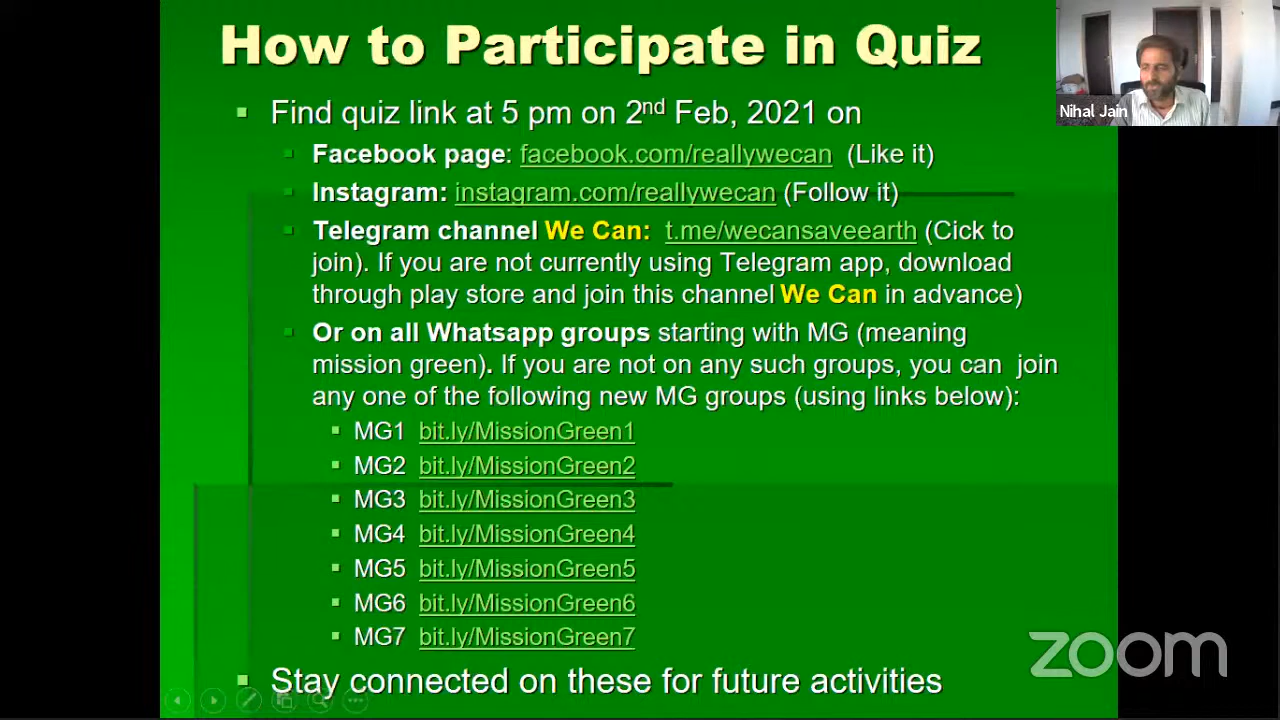 How to Participate in Quiz
Nihal Jain
Find quiz link at 5 pm on 2nd Feb, 2021 on
Facebook page: facebook.com/reallywecan (Like it)
Instagram: instagram.com/reallywecan (Follow it)
Telegram channel We Can: t.me/wecansaveearth (Cick to
join). If you are not currently using Telegram app, download
through play store and join this channel We Can in advance)
Or on all Whatsapp groups starting with MG (meaning
mission green). If you are not on any such groups, you can join
any one of the following new MG groups (using links below):
MG1 bit.ly/MissionGreen1
MG2 bit.ly/MissionGreen2
MG3 bit.ly/MissionGreen3
MG4 bit.ly/MissionGreen4
MG5 bit.ly/MissionGreen5
MG6 bit.ly/MissionGreen6
MG7 bit.ly/MissionGreen7
zoom
Stay connected on these for future activities